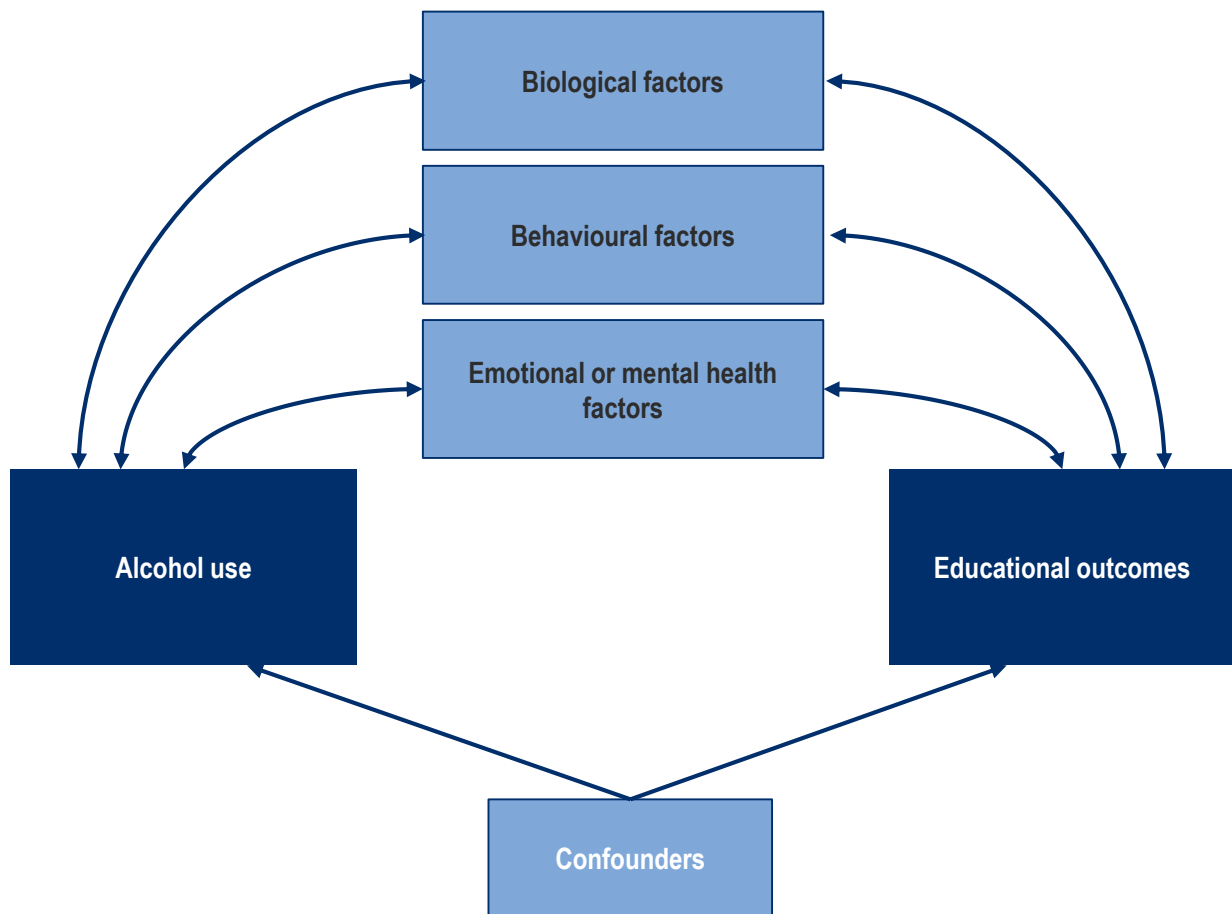 Biological factors
Behavioural factors
Emotional or mental health
factors
Alcohol use
Educational outcomes
Confounders